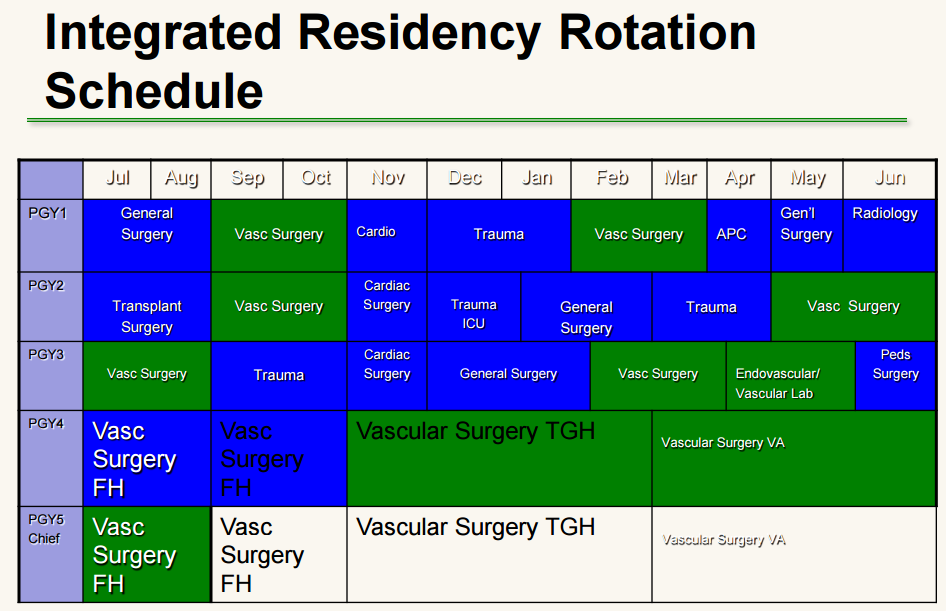 Integrated Residency Rotation
Schedule
Jul Aug Sep Oct Nov Dec Jan Feb Mar Apr May Jun
PGY1
General
Surgery
Vasc Surgery
Cardio
Trauma
Vasc Surgery
APC
Gen'l
Surgery
Radiology
PGY2
Transplant
Surgery
Vasc Surgery
Cardiac
Surgery
Trauma
ICU
General
Surgery
Trauma
Vasc Surgery
PGY3
Vasc Surgery
Trauma
Cardiac
Surgery
General Surgery
Vasc Surgery
Endovascular/
Vascular Lab
Peds
Surgery
PGY4
Vasc
Surgery
FH
Vasc
Surgery
FH
Vascular Surgery TGH
Vascular Surgery VA
PGY5
Chief
Vasc
Surgery
FH
Vasc
Surgery
FH
Vascular Surgery TGH
Vascular Surgery VA